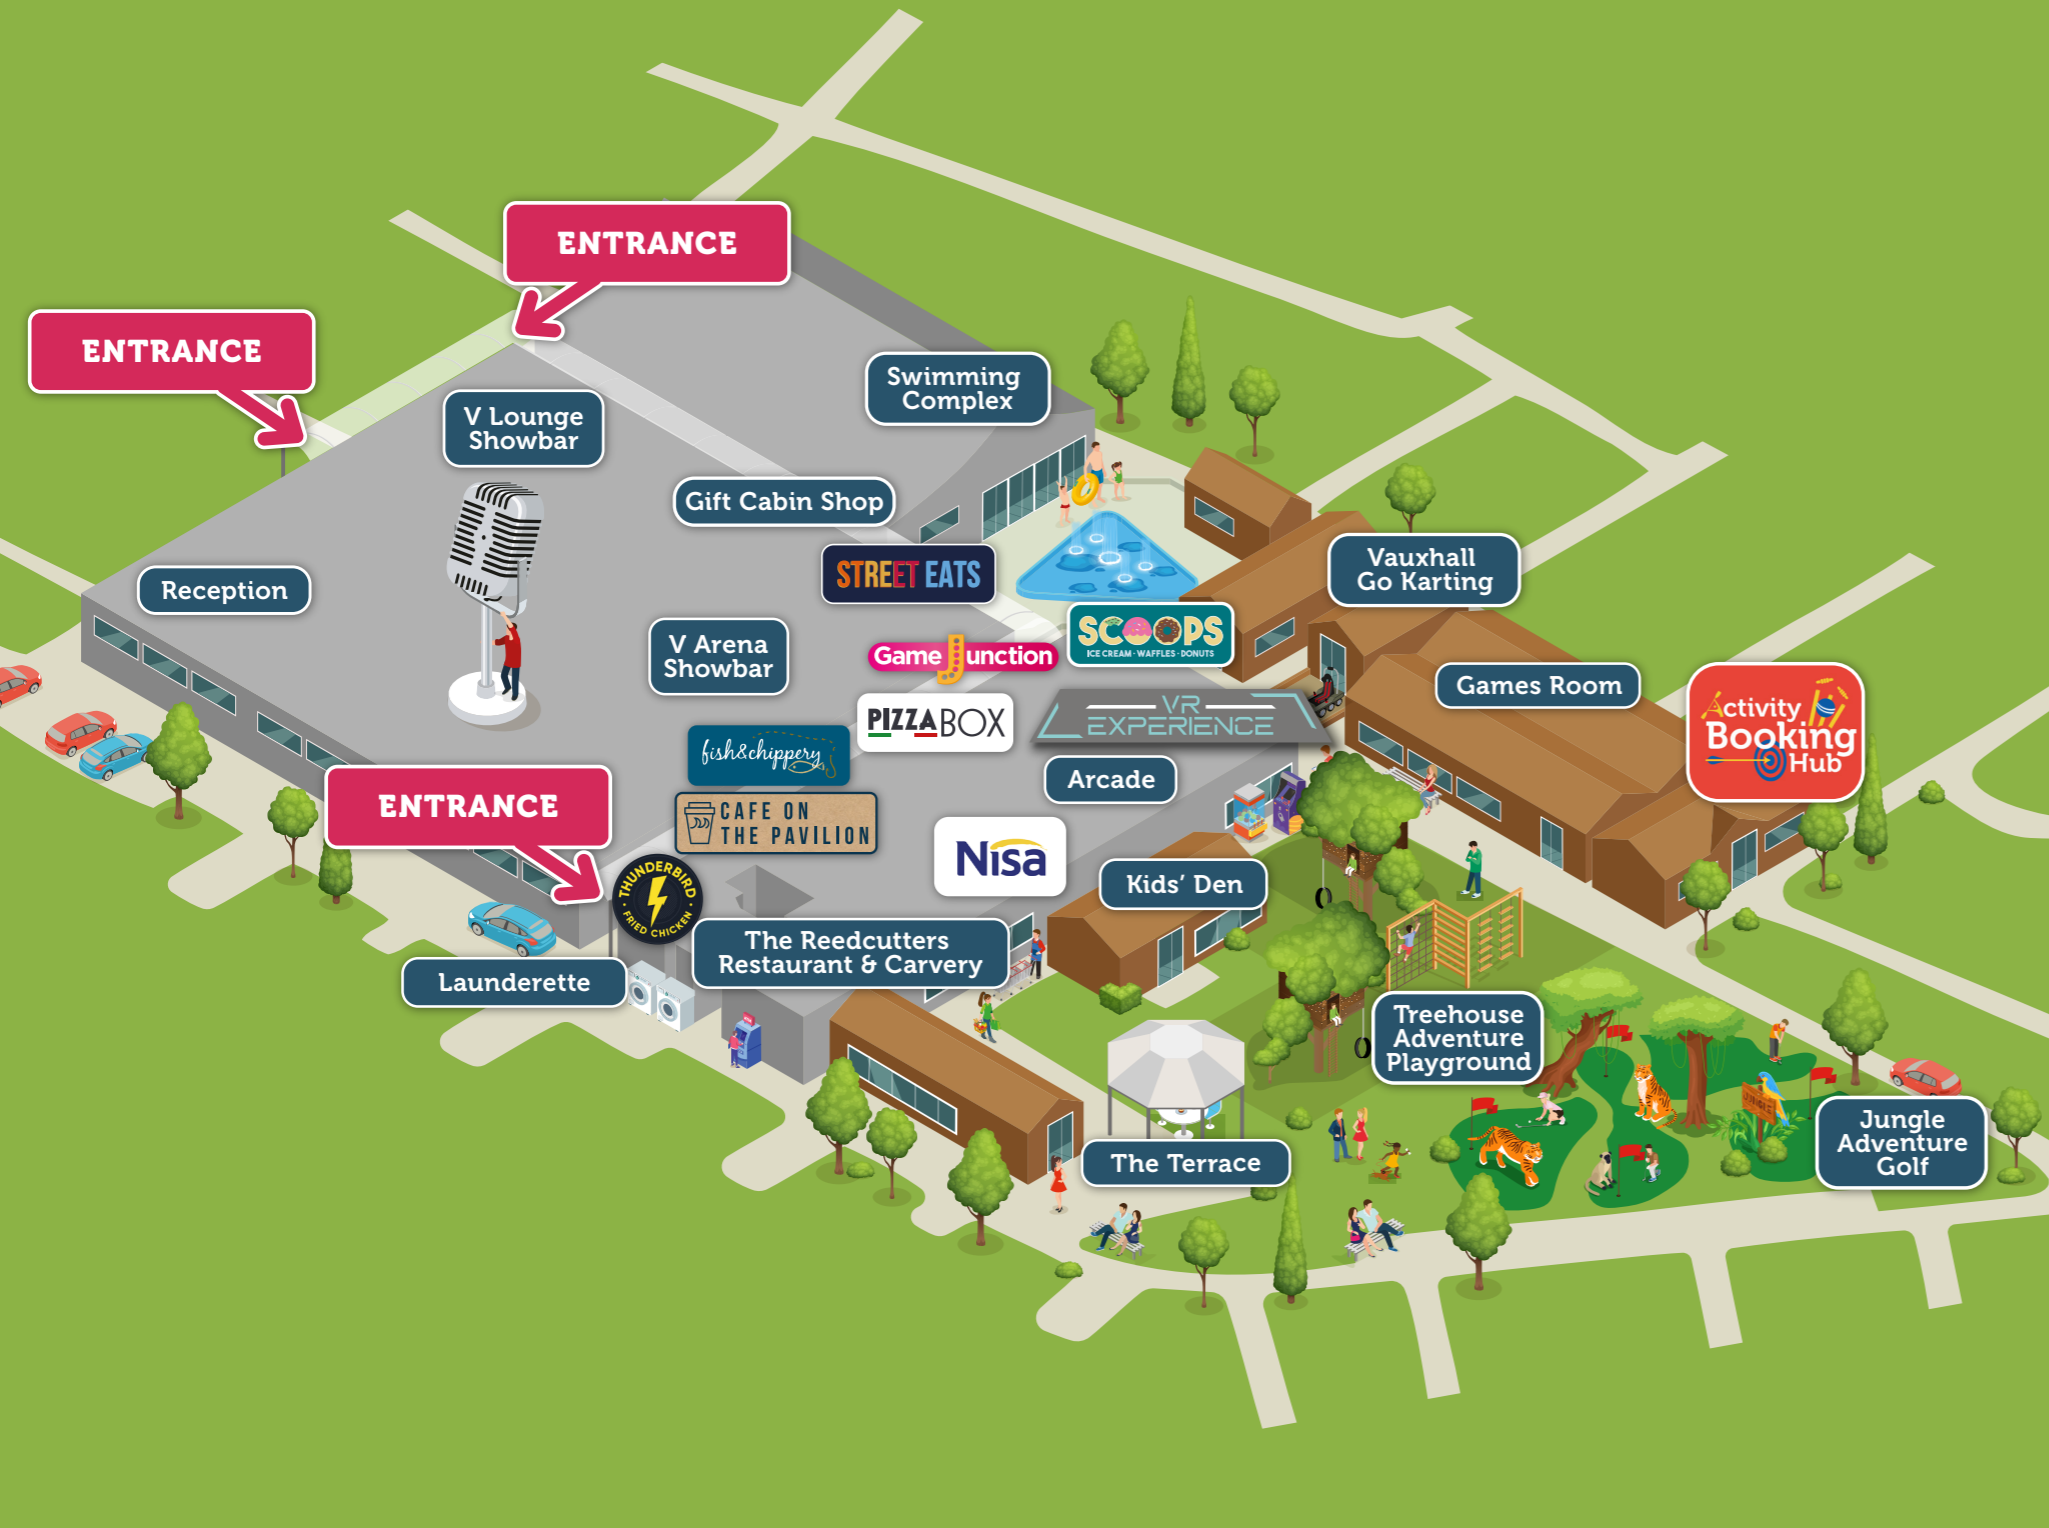 ENTRANCE
ENTRANCE
V Lounge
Showbar
Swimming
Complex
Gift Cabin Shop
STREET EATS
Reception
Vauxhall
Go Karting
SCOOPS
ICE CREAM · WAFFLES · DONUTS
V Arena
Showbar
Game Junction
Games Room
PIZZABOX
VR
EXPERIENCE
Activity
Booking
Hub
fish&chippery
Arcade
ENTRANCE
CAFE ON
THE PAVILION
Nisa
Kids' Den
THUNDERBIRD
FRIED CHICKEN
The Reedcutters
Restaurant & Carvery
Launderette
Treehouse
Adventure
Playground
JUNGLE
Jungle
Adventure
Golf
The Terrace